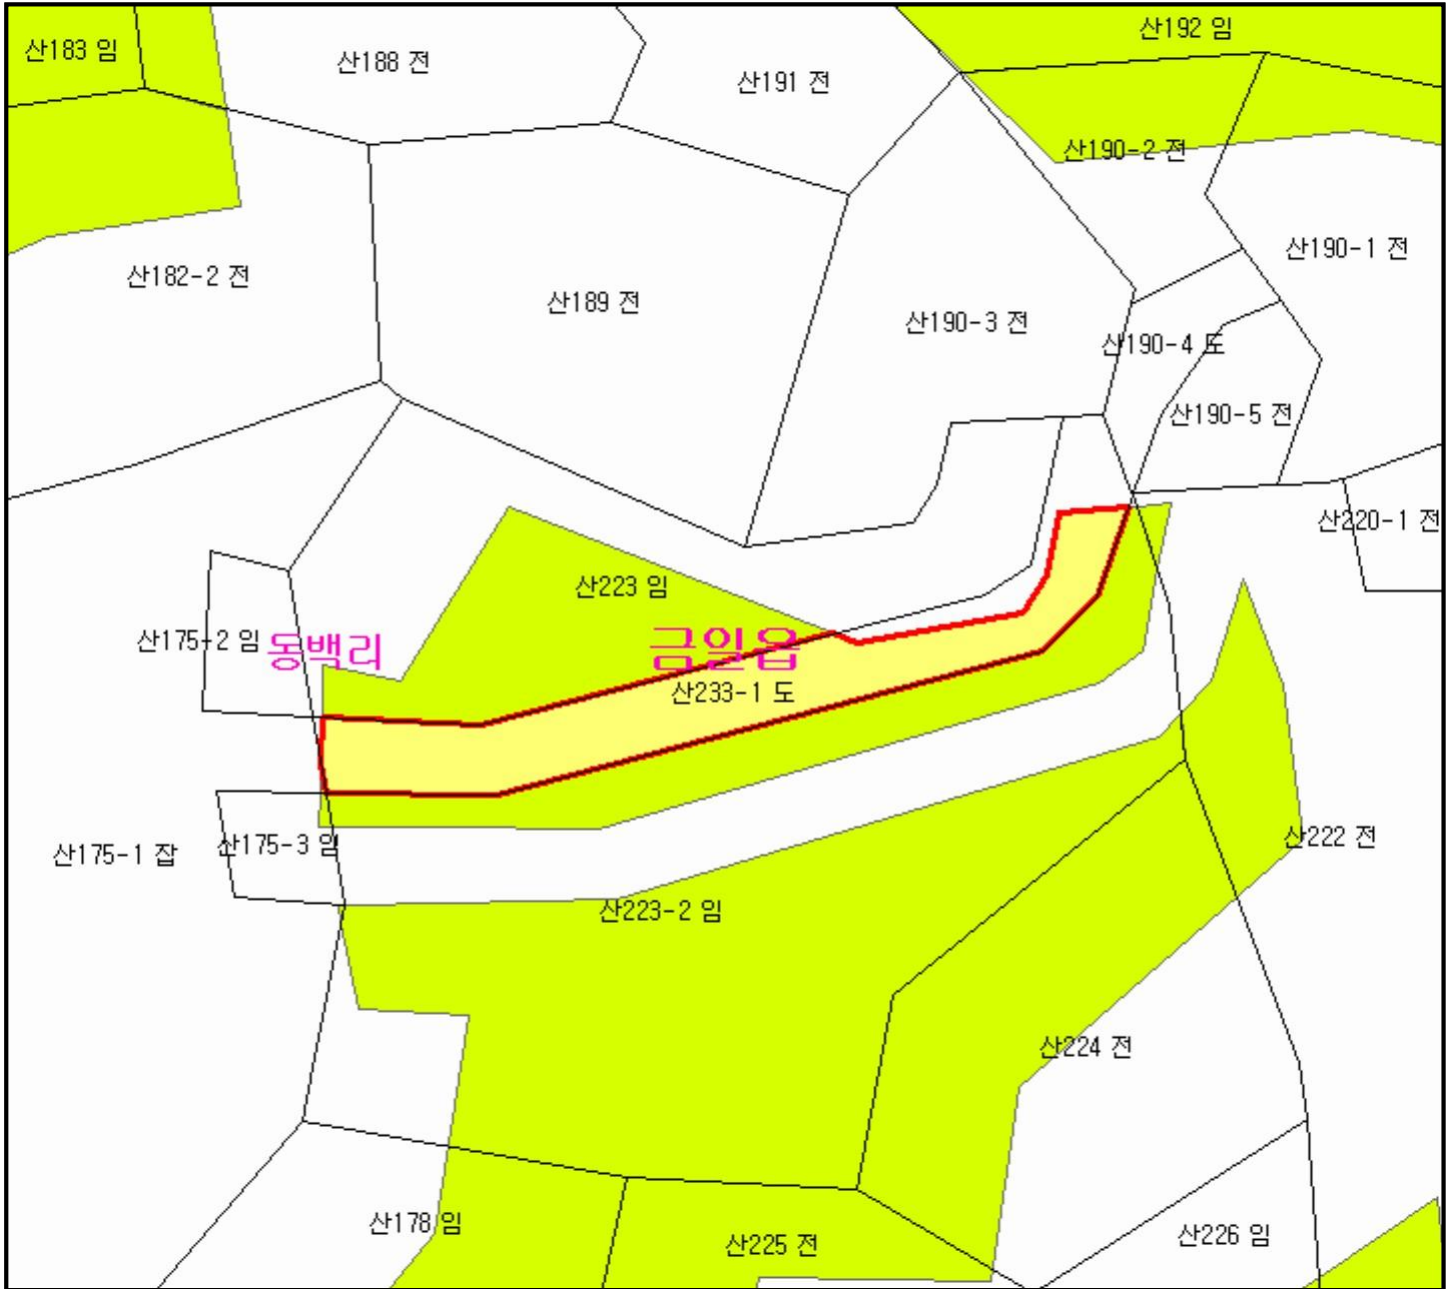 산192 임
산183 임
산188 전
산191 전
산190-2 전
산190-1 전
산182-2 전
산189 전
산190-3 전
산190-4 도
산190-5 전
산220-1 전
산223 임
산175-2 임
동백리
금일읍
산233-1 도
산222 전
산175-3 임
산175-1 잡
산223-2 임
산224 전
산178 임
산226 임
산225 전